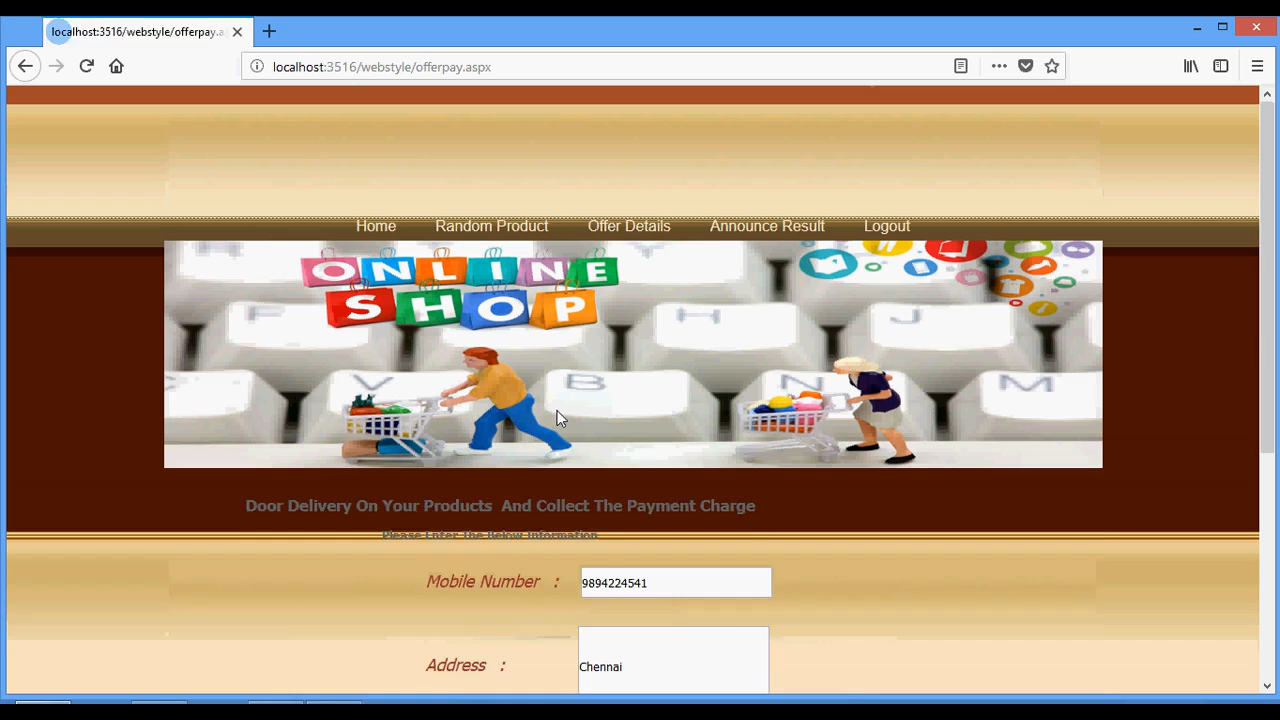 localhost:3516/webstyle/offerpay.a
localhost:3516/webstyle/offerpay.aspx
Home Random Product Offer Details Announce Result Logout
ONLINE
SHOP
P H J
V B N M
Door Delivery On Your Products And Collect The Payment Charge
Please Enter The Below Information
Mobile Number : 9894224541
Address : Chennai